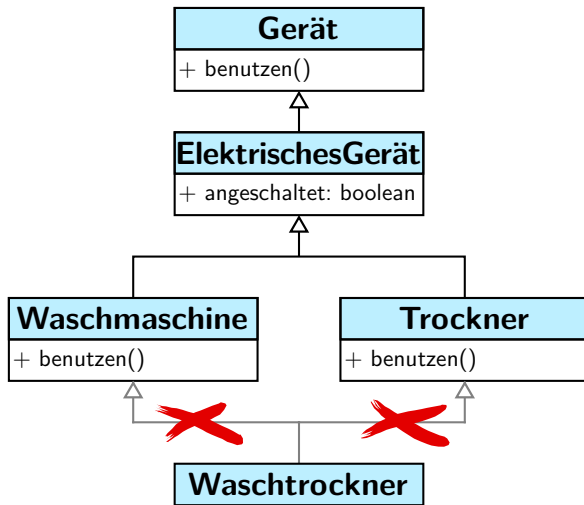 Gerät
+ benutzen()
ElektrischesGerät
+ angeschaltet: boolean
Waschmaschine
+ benutzen()
Trockner
+ benutzen()
Waschtrockner